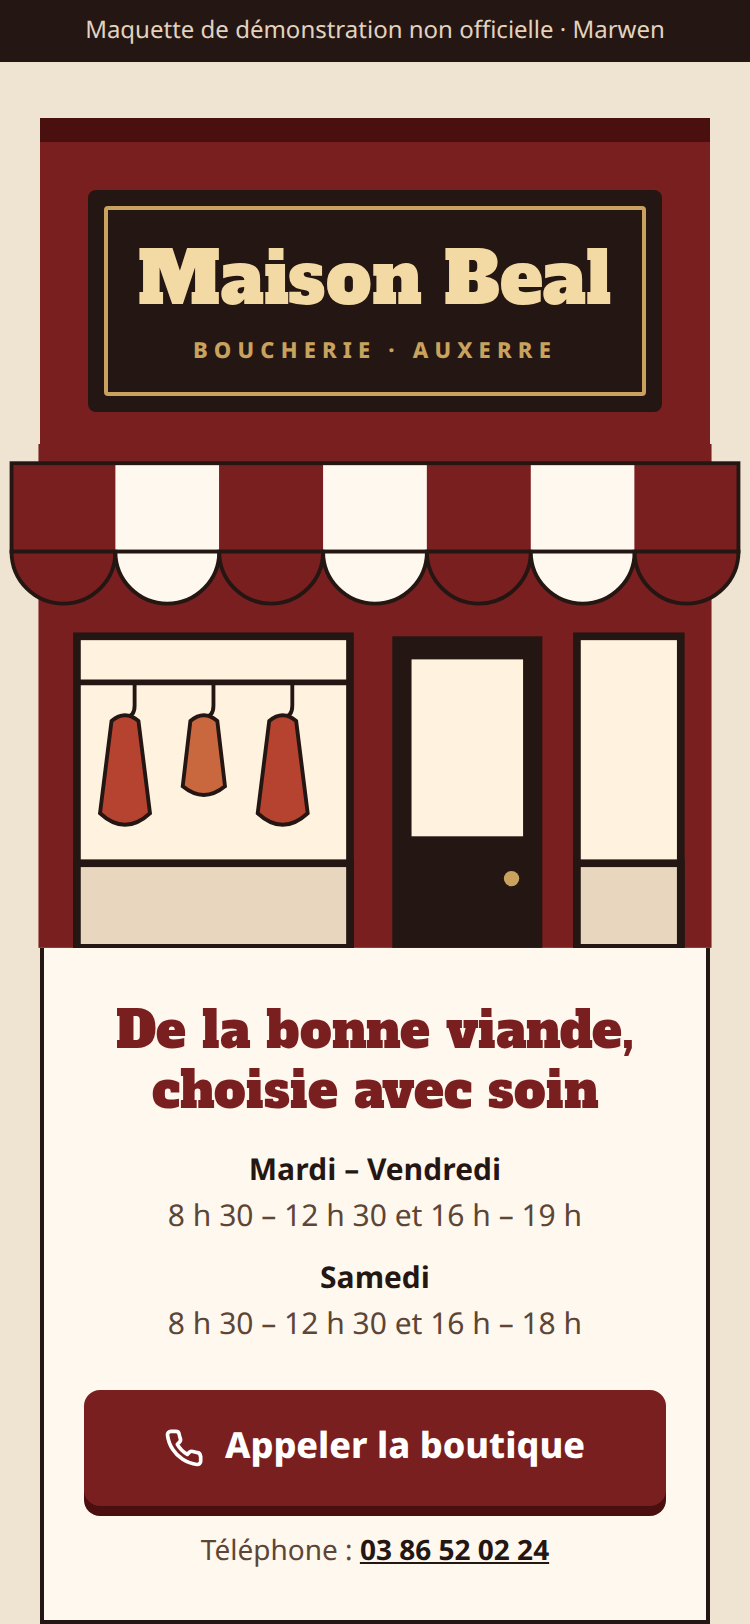 Maquette de démonstration non officielle · Marwen
Maison Beal
BOUCHERIE · AUXERRE
De la bonne viande,
choisie avec soin
Mardi – Vendredi
8 h 30 – 12 h 30 et 16 h – 19 h
Samedi
8 h 30 – 12 h 30 et 16 h – 18 h
Appeler la boutique
Téléphone : 03 86 52 02 24